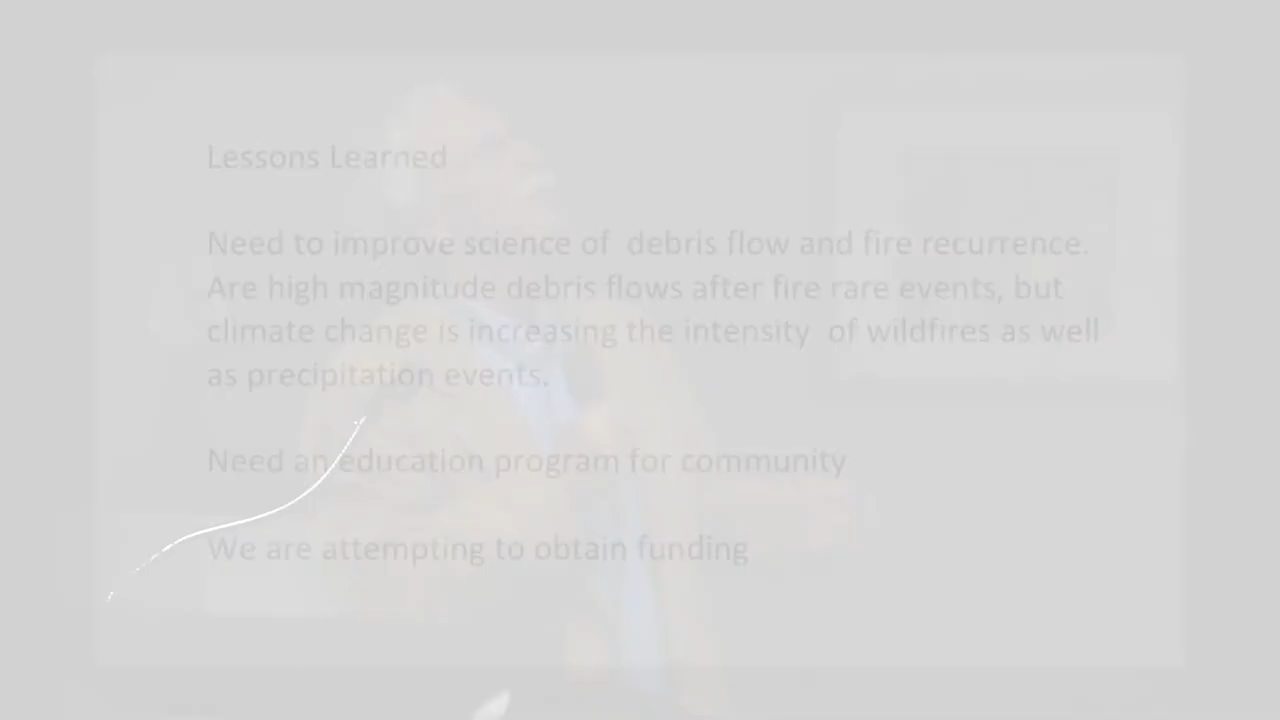 Lessons Learned
Need to improve science of debris flow and fire recurrence.
Are high magnitude debris flows after fire rare events, but
climate change is increasing the intensity of wildfires as well
as precipitation events.
Need an education program for community
We are attempting to obtain funding